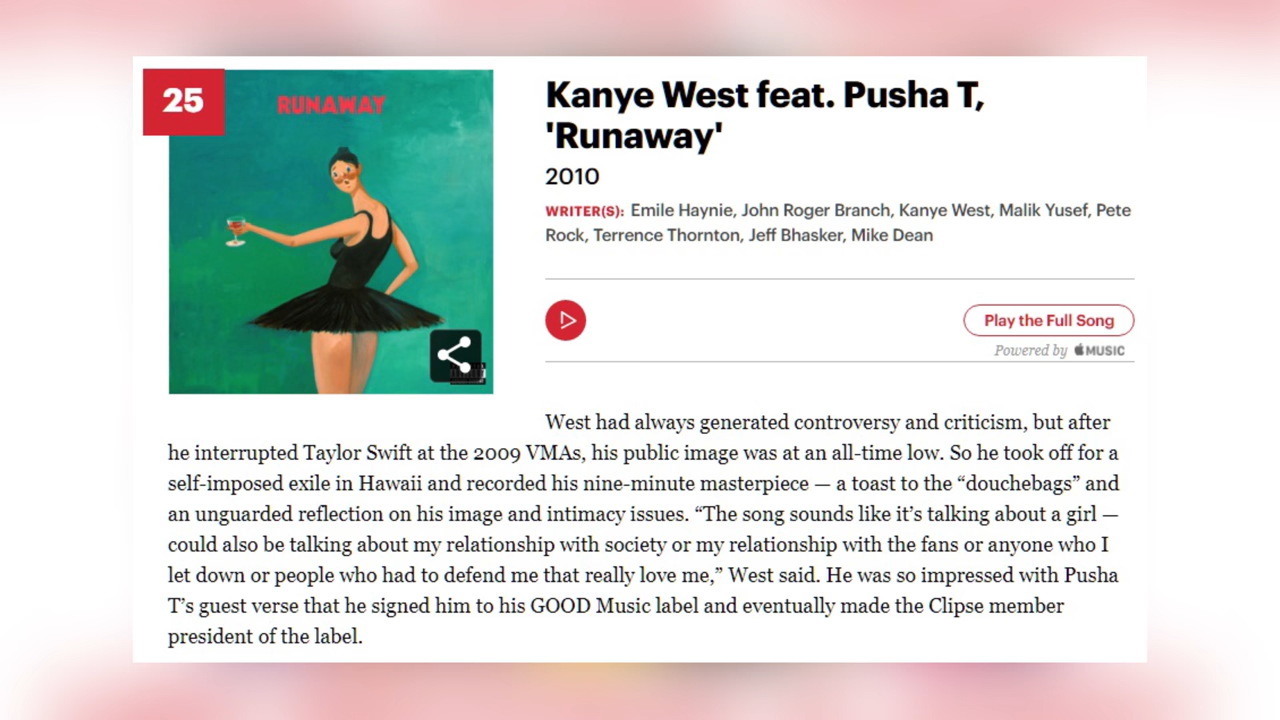 25
RUNAWAY
Kanye West feat. Pusha T,
'Runaway'
2010
WRITER(S): Emile Haynie, John Roger Branch, Kanye West, Malik Yusef, Pete
Rock, Terrence Thornton, Jeff Bhasker, Mike Dean
Play the Full Song
Powered by MUSIC
West had always generated controversy and criticism, but after
he interrupted Taylor Swift at the 2009 VMAs, his public image was at an all-time low. So he took off for a
self-imposed exile in Hawaii and recorded his nine-minute masterpiece — a toast to the “douchebags” and
an unguarded reflection on his image and intimacy issues. “The song sounds like it’s talking about a girl —
could also be talking about my relationship with society or my relationship with the fans or anyone who I
let down or people who had to defend me that really love me,” West said. He was so impressed with Pusha
T’s guest verse that he signed him to his GOOD Music label and eventually made the Clipse member
president of the label.